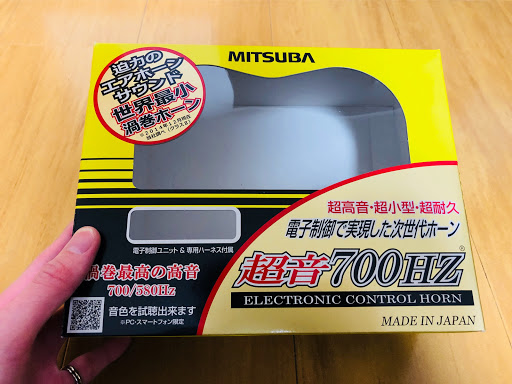 MITSUBA
迫力の
エアホーン
サウンド
世界最小
渦巻ホーン
超高音・超小型・超耐久
電子制御で実現した次世代ホーン
電子制御ユニット&専用ハーネス付属
超音700HZ
ELECTRONIC CONTROL HORN
渦巻最高の高音
700/580Hz
音色を試聴出来ます
※PC・スマートフォン限定
MADE IN JAPAN